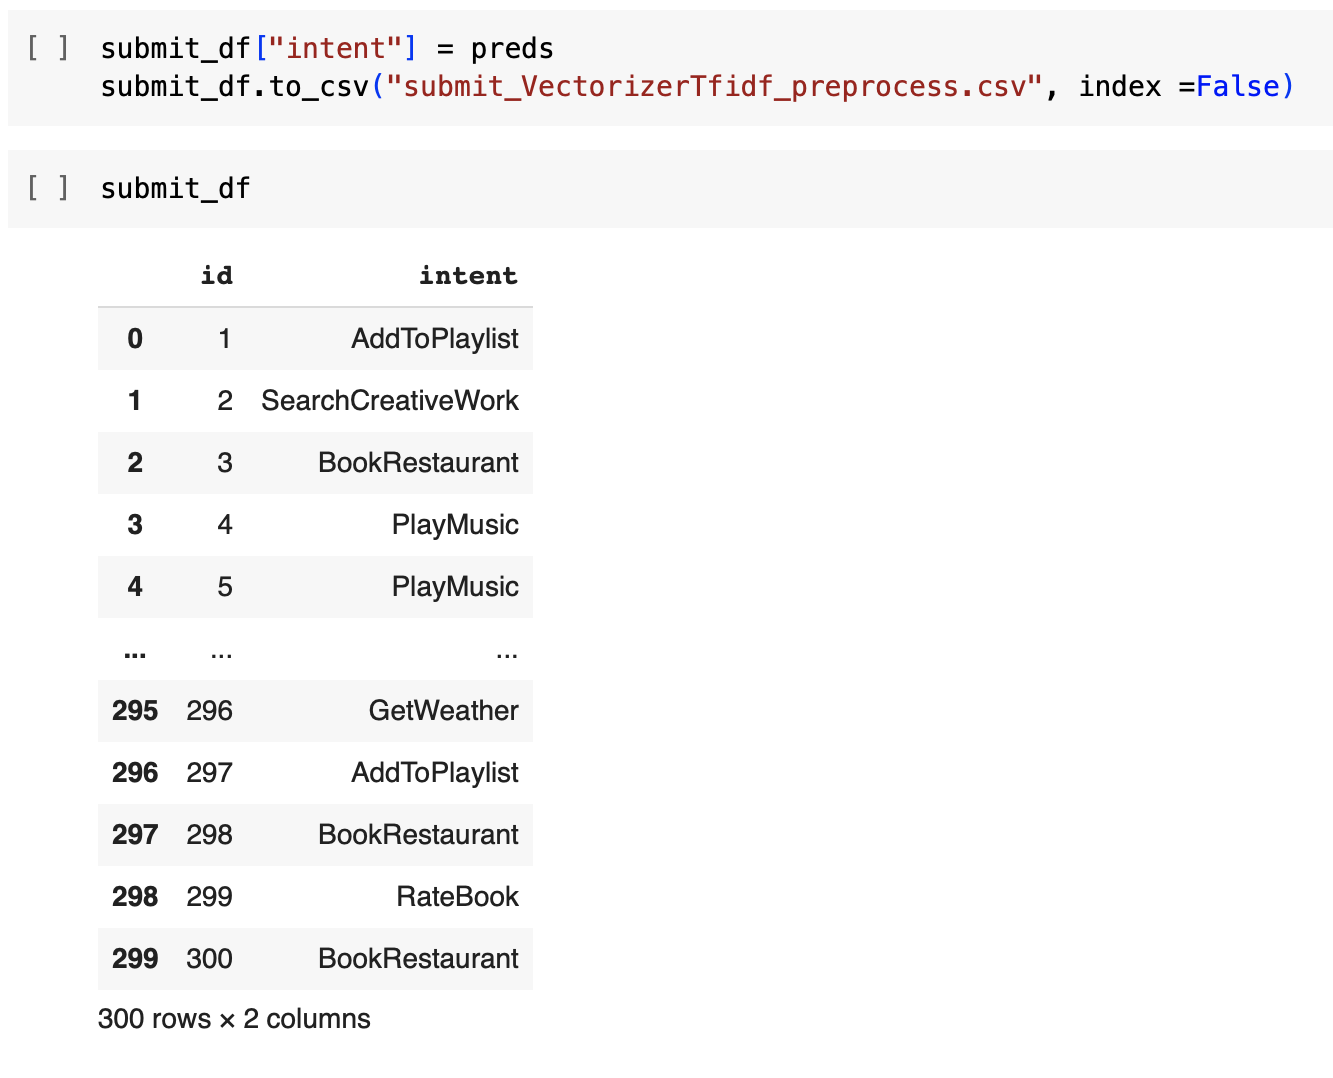 [ ] submit_df["intent"] = preds
submit_df.to_csv("submit_VectorizerTfidf_preprocess.csv", index =False)
[ ] submit_df
id intent
0 1 AddToPlaylist
1 2 SearchCreativeWork
2 3 BookRestaurant
3 4 PlayMusic
4 5 PlayMusic
... ... ...
295 296 GetWeather
296 297 AddToPlaylist
297 298 BookRestaurant
298 299 RateBook
299 300 BookRestaurant
300 rows × 2 columns